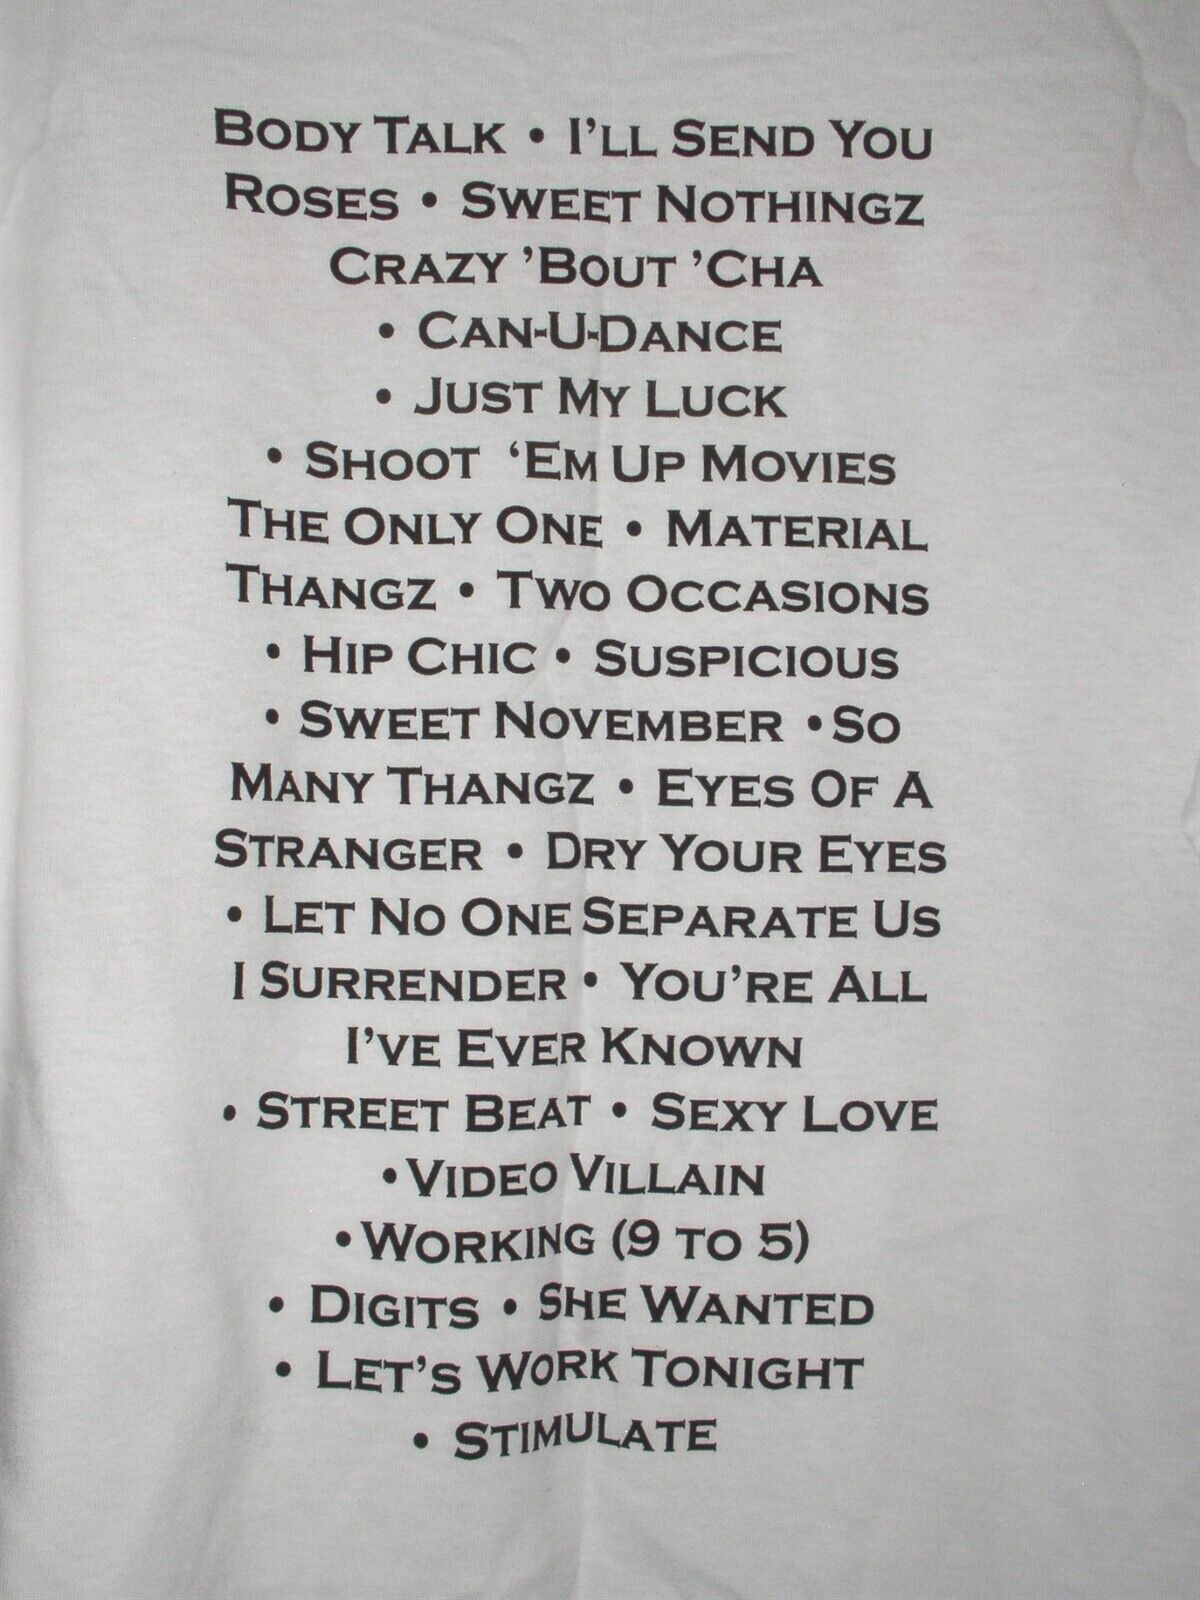 BODY TALK • I'LL SEND YOU
ROSES • SWEET NOTHINGZ
CRAZY 'BOUT 'CHA
• CAN-U-DANCE
• JUST MY LUCK
• SHOOT 'EM UP MOVIES
THE ONLY ONE • MATERIAL
THANGZ • TWO OCCASIONS
• HIP CHIC • SUSPICIOUS
• SWEET NOVEMBER • SO
MANY THANGZ • EYES OF A
STRANGER • DRY YOUR EYES
• LET NO ONE SEPARATE US
I SURRENDER • YOU'RE ALL
I'VE EVER KNOWN
• STREET BEAT • SEXY LOVE
• VIDEO VILLAIN
• WORKING (9 TO 5)
• DIGITS • SHE WANTED
• LET'S WORK TONIGHT
• STIMULATE